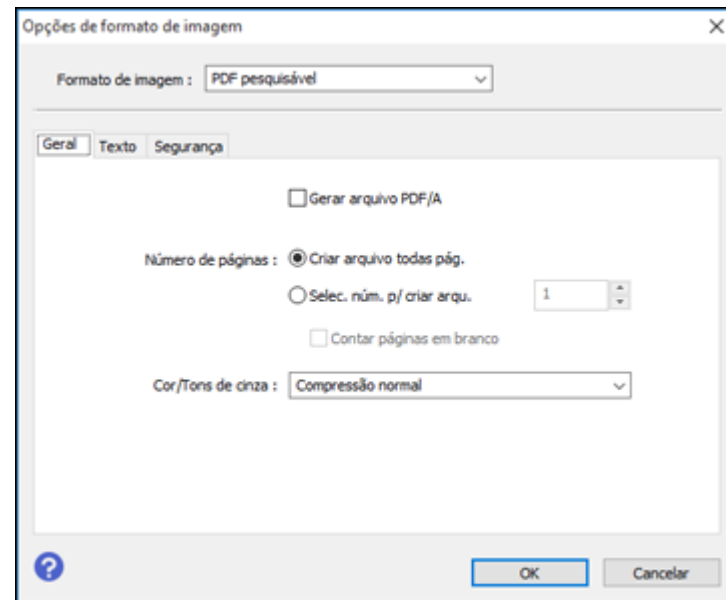 Opções de formato de imagem
Formato de imagem : PDF pesquisável
Geral Texto Segurança
Gerar arquivo PDF/A
Número de páginas : Criar arquivo todas pág.
Selec. núm. p/ criar arqu. 1
Contar páginas em branco
Cor/Tons de cinza : Compressão normal
?
OK Cancelar